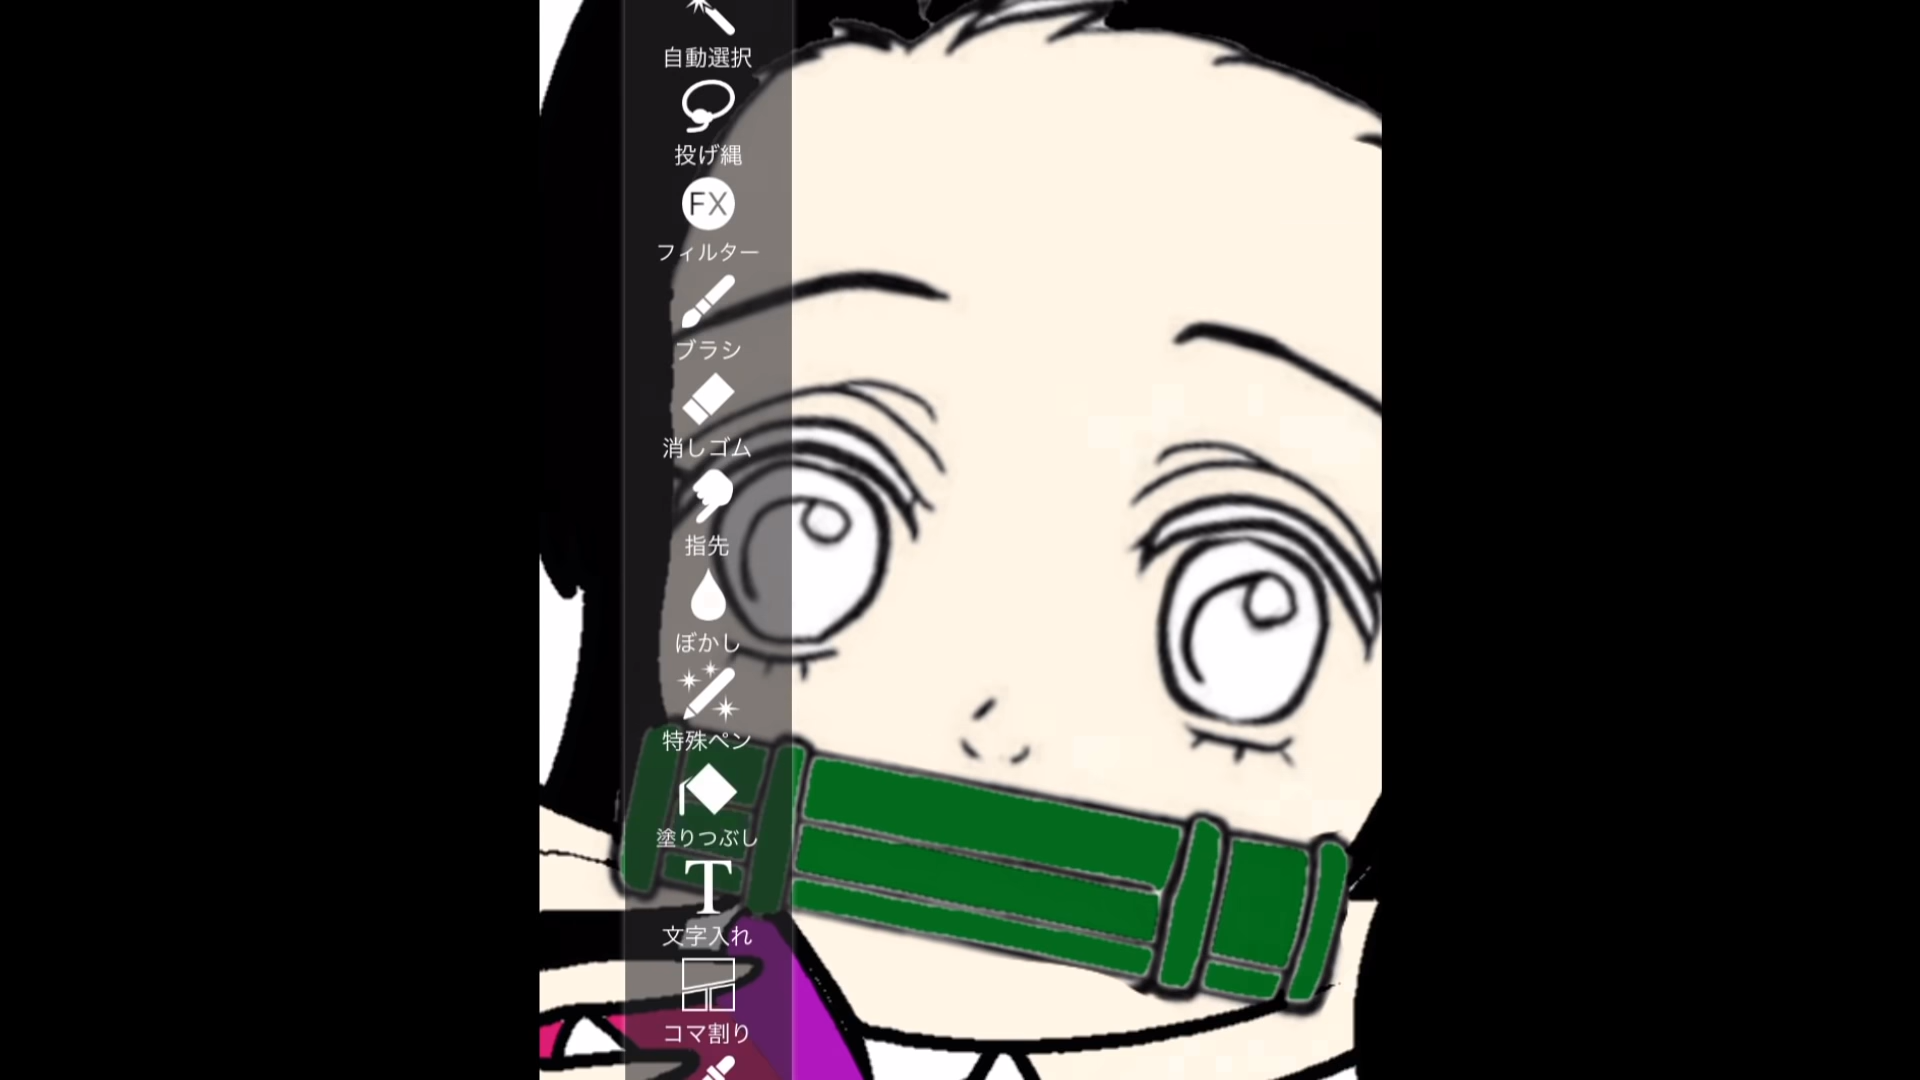 自動選択
投げ縄
FX
フィルター
ブラシ
消しゴム
指先
ぼかし
特殊ペン
塗りつぶし
T
文字入れ
コマ割り